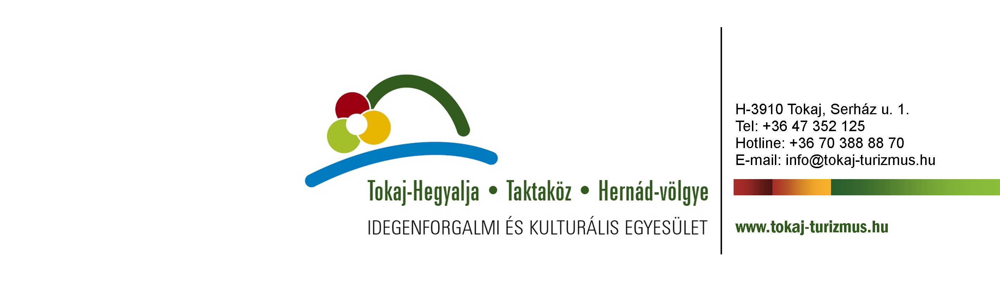 Tokaj-Hegyalja • Taktaköz • Hernád-völgye
IDEGENFORGALMI ÉS KULTURÁLIS EGYESÜLET
H-3910 Tokaj, Serház u. 1.
Tel: +36 47 352 125
Hotline: +36 70 388 88 70
E-mail: info@tokaj-turizmus.hu
www.tokaj-turizmus.hu